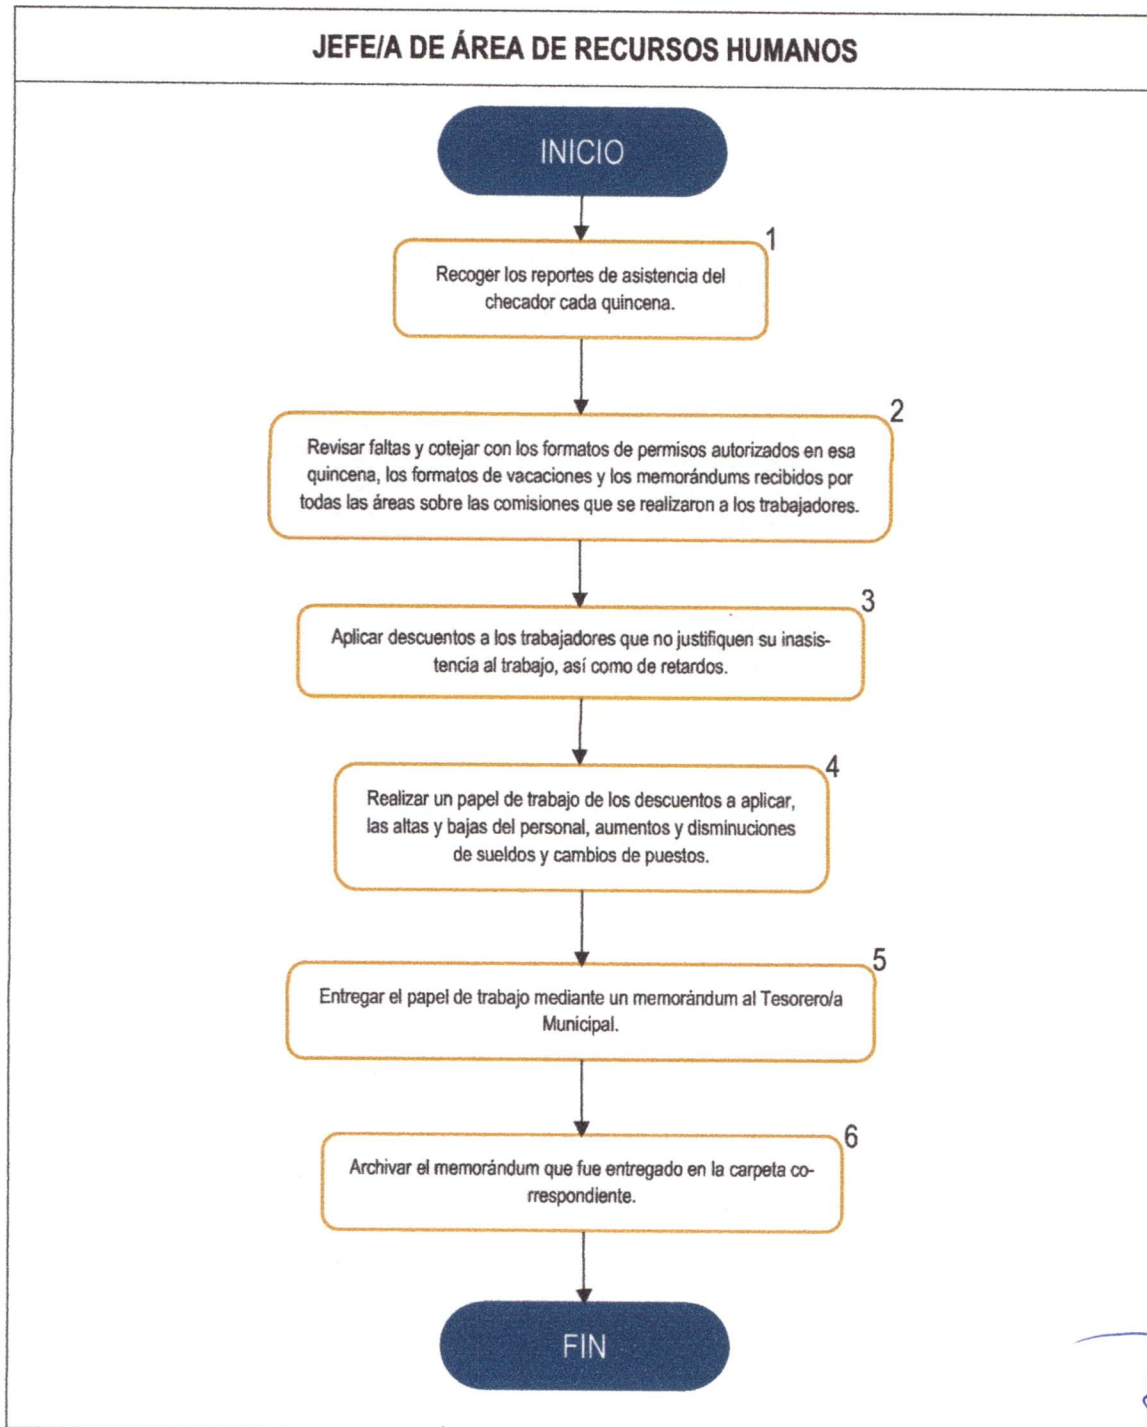 JEFE/A DE ÁREA DE RECURSOS HUMANOS
INICIO
1
Recoger los reportes de asistencia del
checador cada quincena.
2
Revisar faltas y cotejar con los formatos de permisos autorizados en esa
quincena, los formatos de vacaciones y los memorándums recibidos por
todas las áreas sobre las comisiones que se realizaron a los trabajadores.
3
Aplicar descuentos a los trabajadores que no justifiquen su inasis-
tencia al trabajo, así como de retardos.
4
Realizar un papel de trabajo de los descuentos a aplicar,
las altas y bajas del personal, aumentos y disminuciones
de sueldos y cambios de puestos.
5
Entregar el papel de trabajo mediante un memorándum al Tesorero/a
Municipal.
6
Archivar el memorándum que fue entregado en la carpeta co-
rrespondiente.
FIN